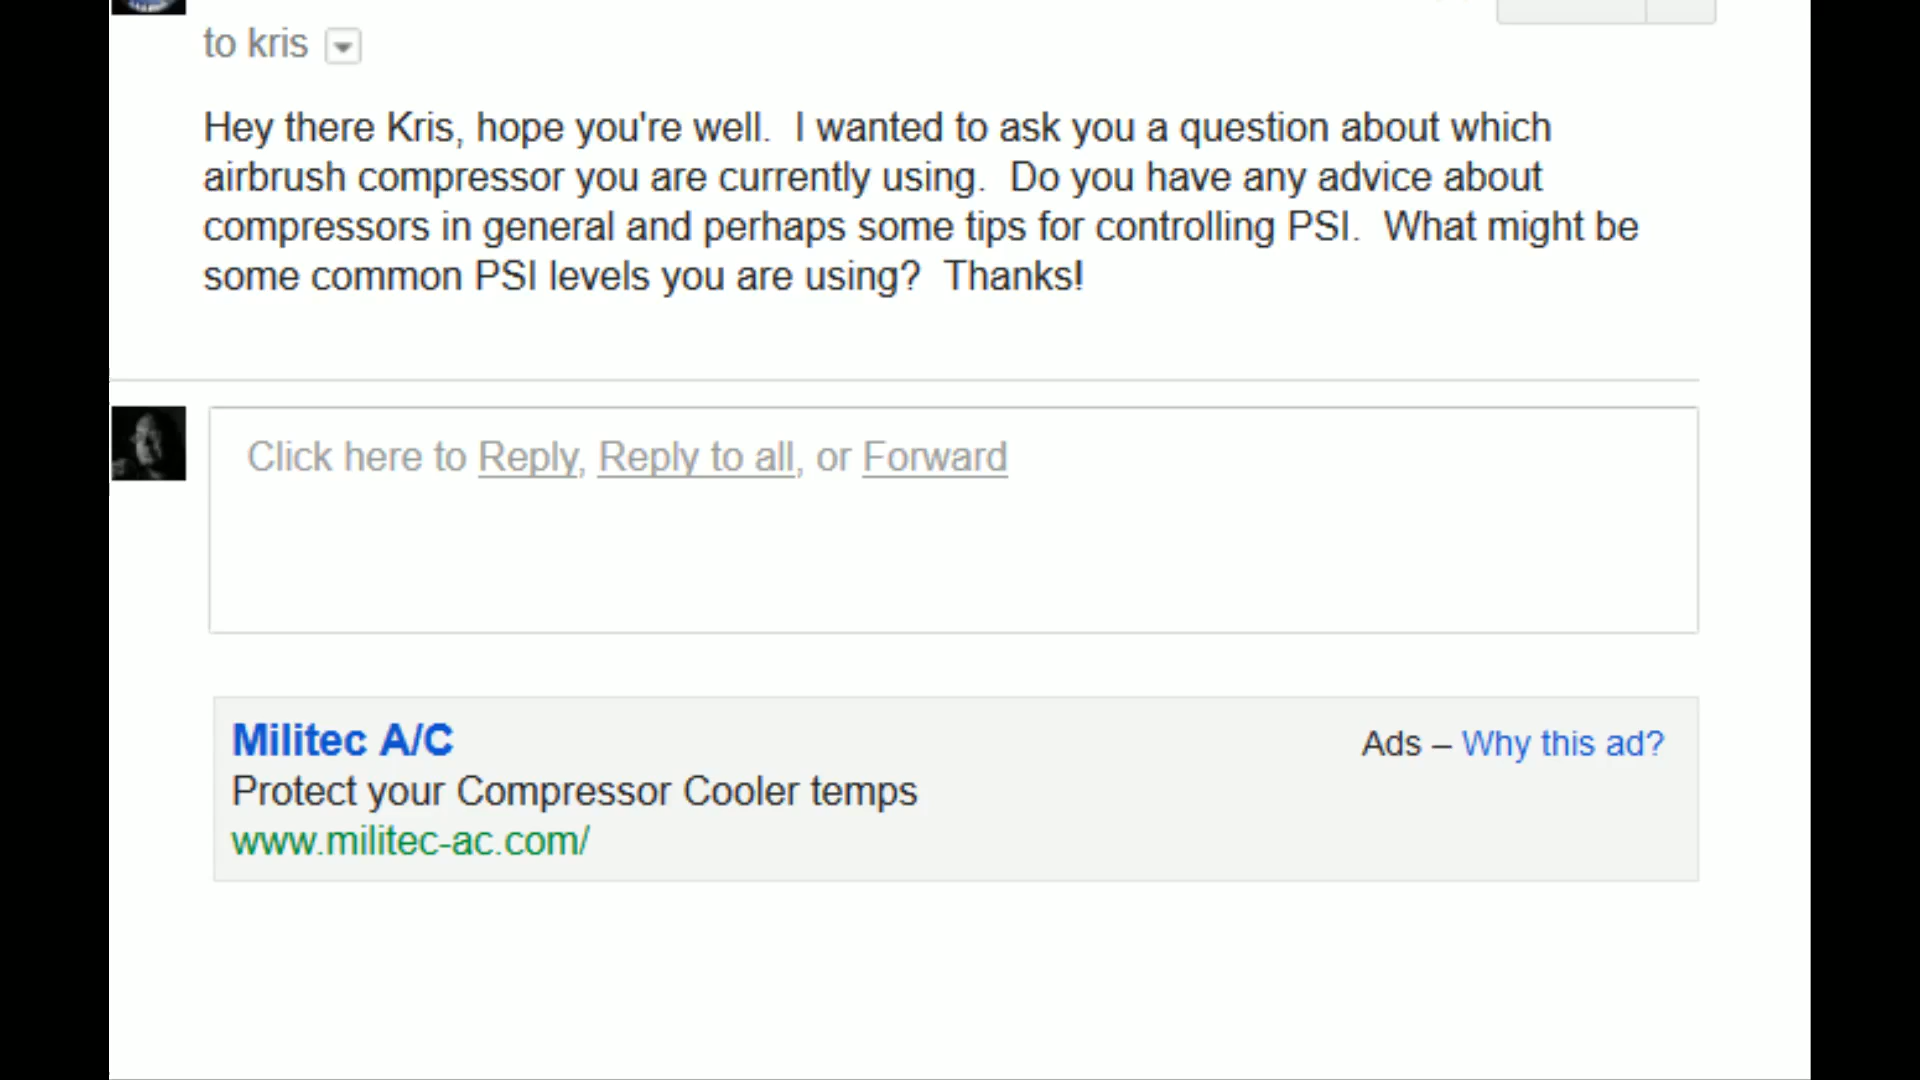 to kris
Hey there Kris, hope you're well.  I wanted to ask you a question about which
airbrush compressor you are currently using.  Do you have any advice about
compressors in general and perhaps some tips for controlling PSI.  What might be
some common PSI levels you are using?  Thanks!
Click here to Reply, Reply to all, or Forward
Militec A/C
Ads – Why this ad?
Protect your Compressor Cooler temps
www.militec-ac.com/